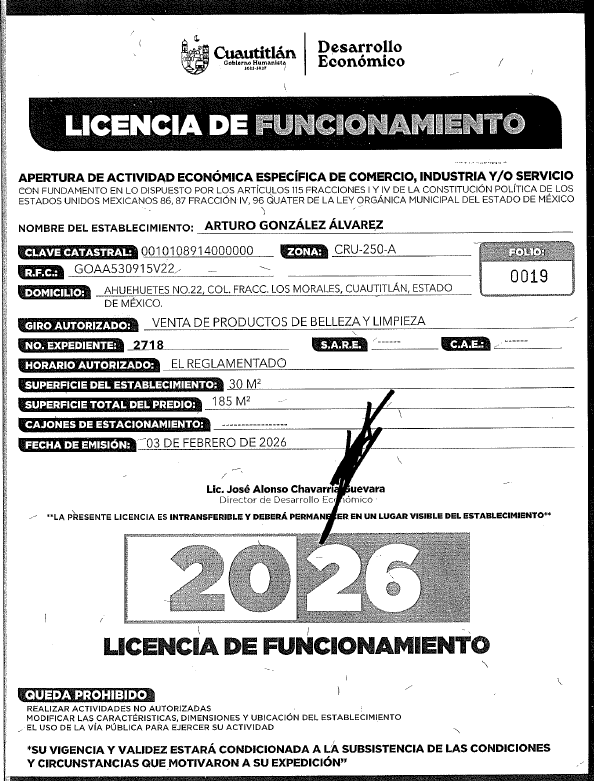 Cuautitlán
Gobierno Humanista
Desarrollo
Económico
LICENCIA DE FUNCIONAMIENTO
APERTURA DE ACTIVIDAD ECONÓMICA ESPECÍFICA DE COMERCIO, INDUSTRIA Y/O SERVICIO
CON FUNDAMENTO EN LO DISPUESTO POR LOS ARTÍCULOS 115 FRACCIONES I Y IV DE LA CONSTITUCIÓN POLÍTICA DE LOS
ESTADOS UNIDOS MEXICANOS 86, 87 FRACCIÓN IV, 96 QUATER DE LA LEY ORGÁNICA MUNICIPAL DEL ESTADO DE MÉXICO
NOMBRE DEL ESTABLECIMIENTO: ARTURO GONZÁLEZ ÁLVAREZ
CLAVE CATASTRAL: 0010108914000000 ZONA: CRU-250-A
FOLIO:
0019
R.F.C.: GOAA530915V22
DOMICILIO: AHUEHUETES NO.22, COL. FRACC. LOS MORALES, CUAUTITLÁN, ESTADO
DE MÉXICO.
GIRO AUTORIZADO: VENTA DE PRODUCTOS DE BELLEZA Y LIMPIEZA
NO. EXPEDIENTE: 2718 S.A.R.E.: ------ C.A.E.: ------
HORARIO AUTORIZADO: EL REGLAMENTADO
SUPERFICIE DEL ESTABLECIMIENTO: 30 M²
SUPERFICIE TOTAL DEL PREDIO: 185 M²
CAJONES DE ESTACIONAMIENTO: ----------------
FECHA DE EMISIÓN: 03 DE FEBRERO DE 2026
Lic. José Alonso Chavarría Guevara
Director de Desarrollo Económico
**LA PRESENTE LICENCIA ES INTRANSFERIBLE Y DEBERÁ PERMANECER EN UN LUGAR VISIBLE DEL ESTABLECIMIENTO**
2026
LICENCIA DE FUNCIONAMIENTO
QUEDA PROHIBIDO
REALIZAR ACTIVIDADES NO AUTORIZADAS
MODIFICAR LAS CARACTERÍSTICAS, DIMENSIONES Y UBICACIÓN DEL ESTABLECIMIENTO
EL USO DE LA VÍA PÚBLICA PARA EJERCER SU ACTIVIDAD
"SU VIGENCIA Y VALIDEZ ESTARÁ CONDICIONADA A LA SUBSISTENCIA DE LAS CONDICIONES
Y CIRCUNSTANCIAS QUE MOTIVARON A SU EXPEDICIÓN"